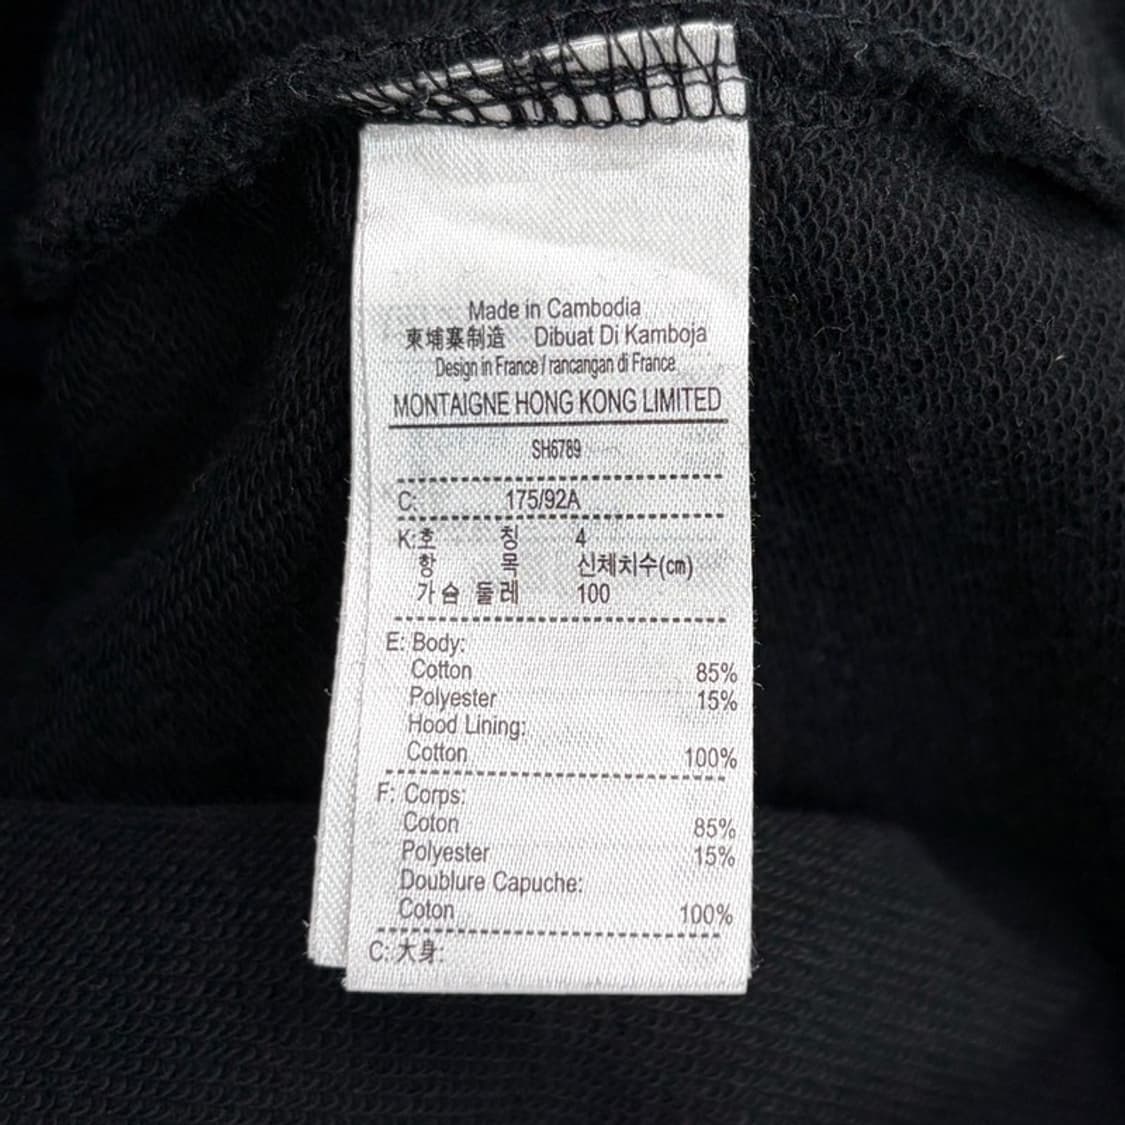 Made in Cambodia
柬埔寨制造 Dibuat Di Kamboja
Design in France / rancangan di France
MONTAIGNE HONG KONG LIMITED
SH6789
C: 175/92A
K:호 칭 4
항 목 신체치수(cm)
가슴 둘레 100
E: Body:
Cotton 85%
Polyester 15%
Hood Lining:
Cotton 100%
F: Corps:
Coton 85%
Polyester 15%
Doublure Capuche:
Coton 100%
C: 大身: